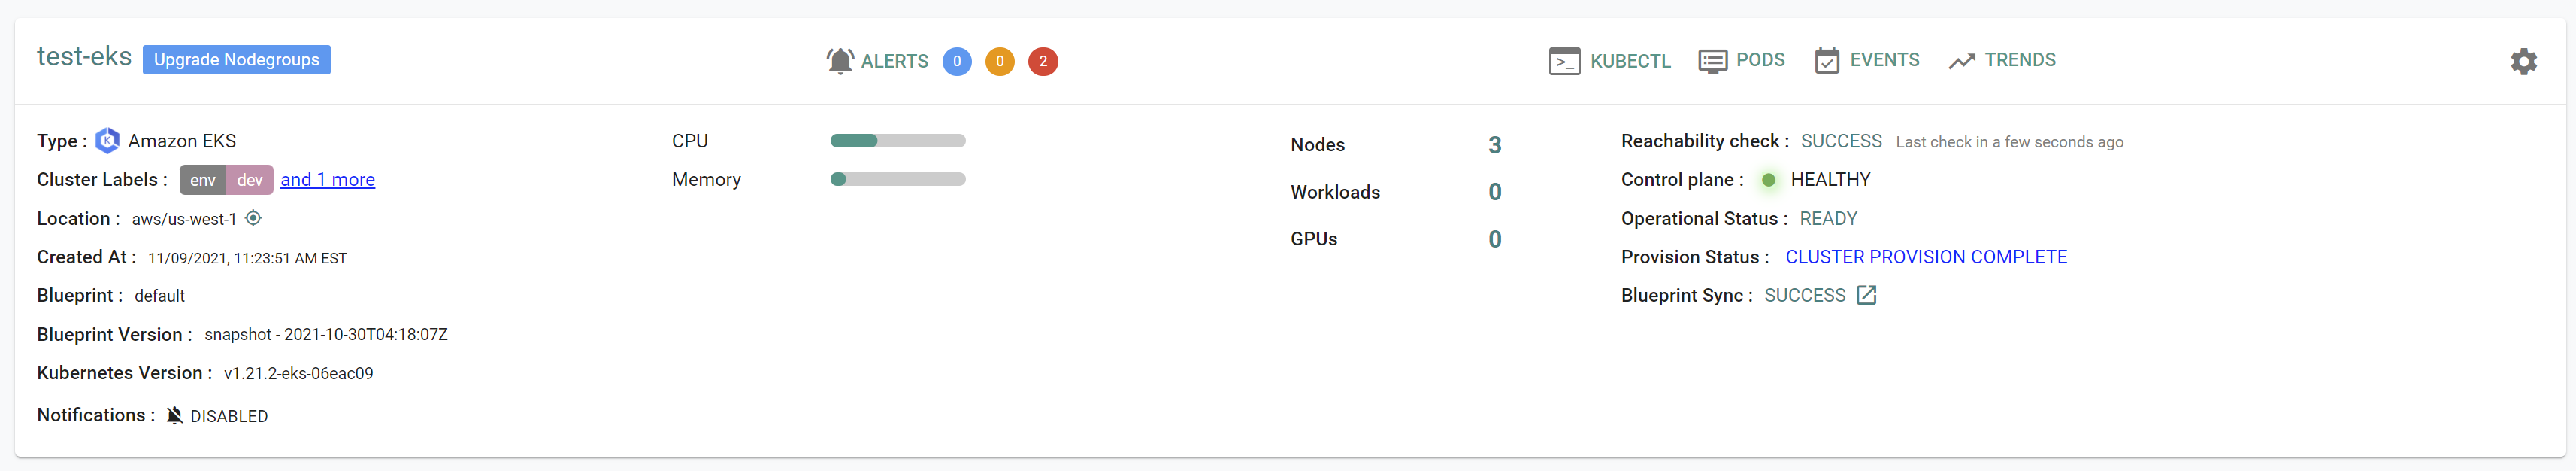 test-eks Upgrade Nodegroups ALERTS 0 0 2 >_ KUBECTL PODS EVENTS TRENDS
Type : K Amazon EKS
Cluster Labels : env dev and 1 more
Location : aws/us-west-1
Created At : 11/09/2021, 11:23:51 AM EST
Blueprint : default
Blueprint Version : snapshot - 2021-10-30T04:18:07Z
Kubernetes Version : v1.21.2-eks-06eac09
Notifications : DISABLED
CPU
Memory
Nodes 3
Workloads 0
GPUs 0
Reachability check : SUCCESS Last check in a few seconds ago
Control plane : HEALTHY
Operational Status : READY
Provision Status : CLUSTER PROVISION COMPLETE
Blueprint Sync : SUCCESS